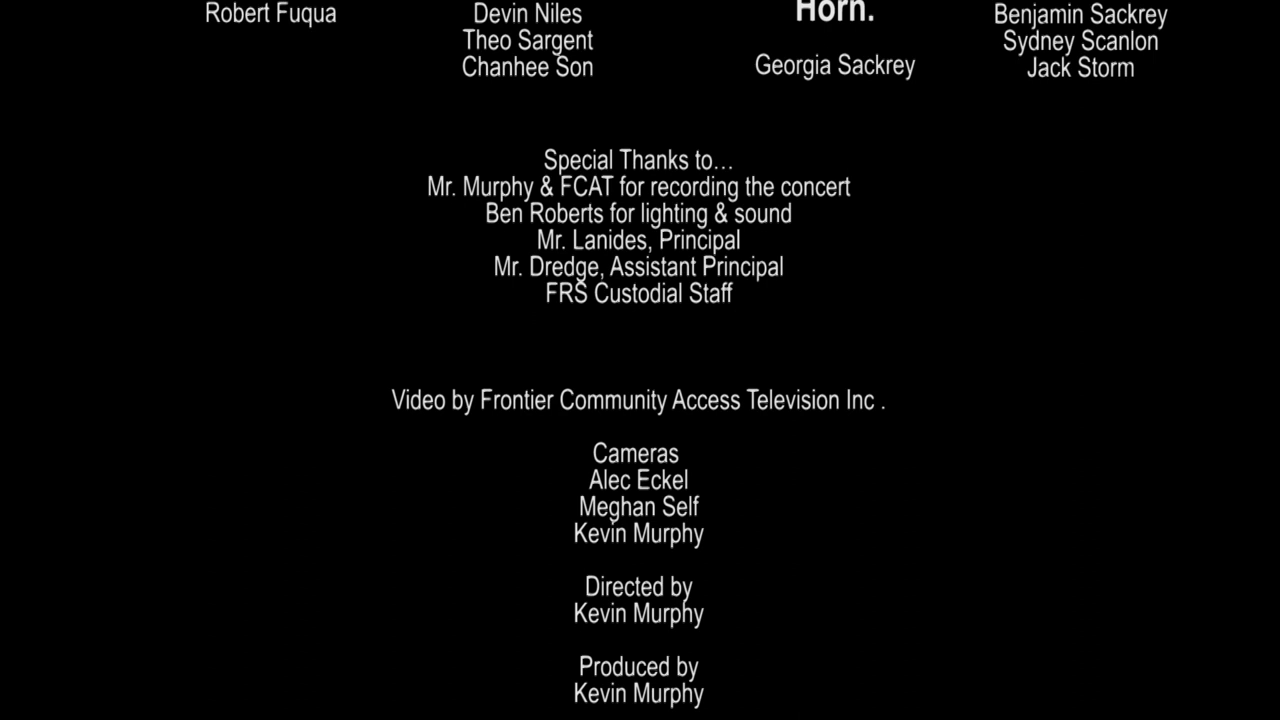 Robert Fuqua
Devin Niles
Theo Sargent
Chanhee Son
Horn.
Georgia Sackrey
Benjamin Sackrey
Sydney Scanlon
Jack Storm
Special Thanks to…
Mr. Murphy & FCAT for recording the concert
Ben Roberts for lighting & sound
Mr. Lanides, Principal
Mr. Dredge, Assistant Principal
FRS Custodial Staff
Video by Frontier Community Access Television Inc .
Cameras
Alec Eckel
Meghan Self
Kevin Murphy
Directed by
Kevin Murphy
Produced by
Kevin Murphy